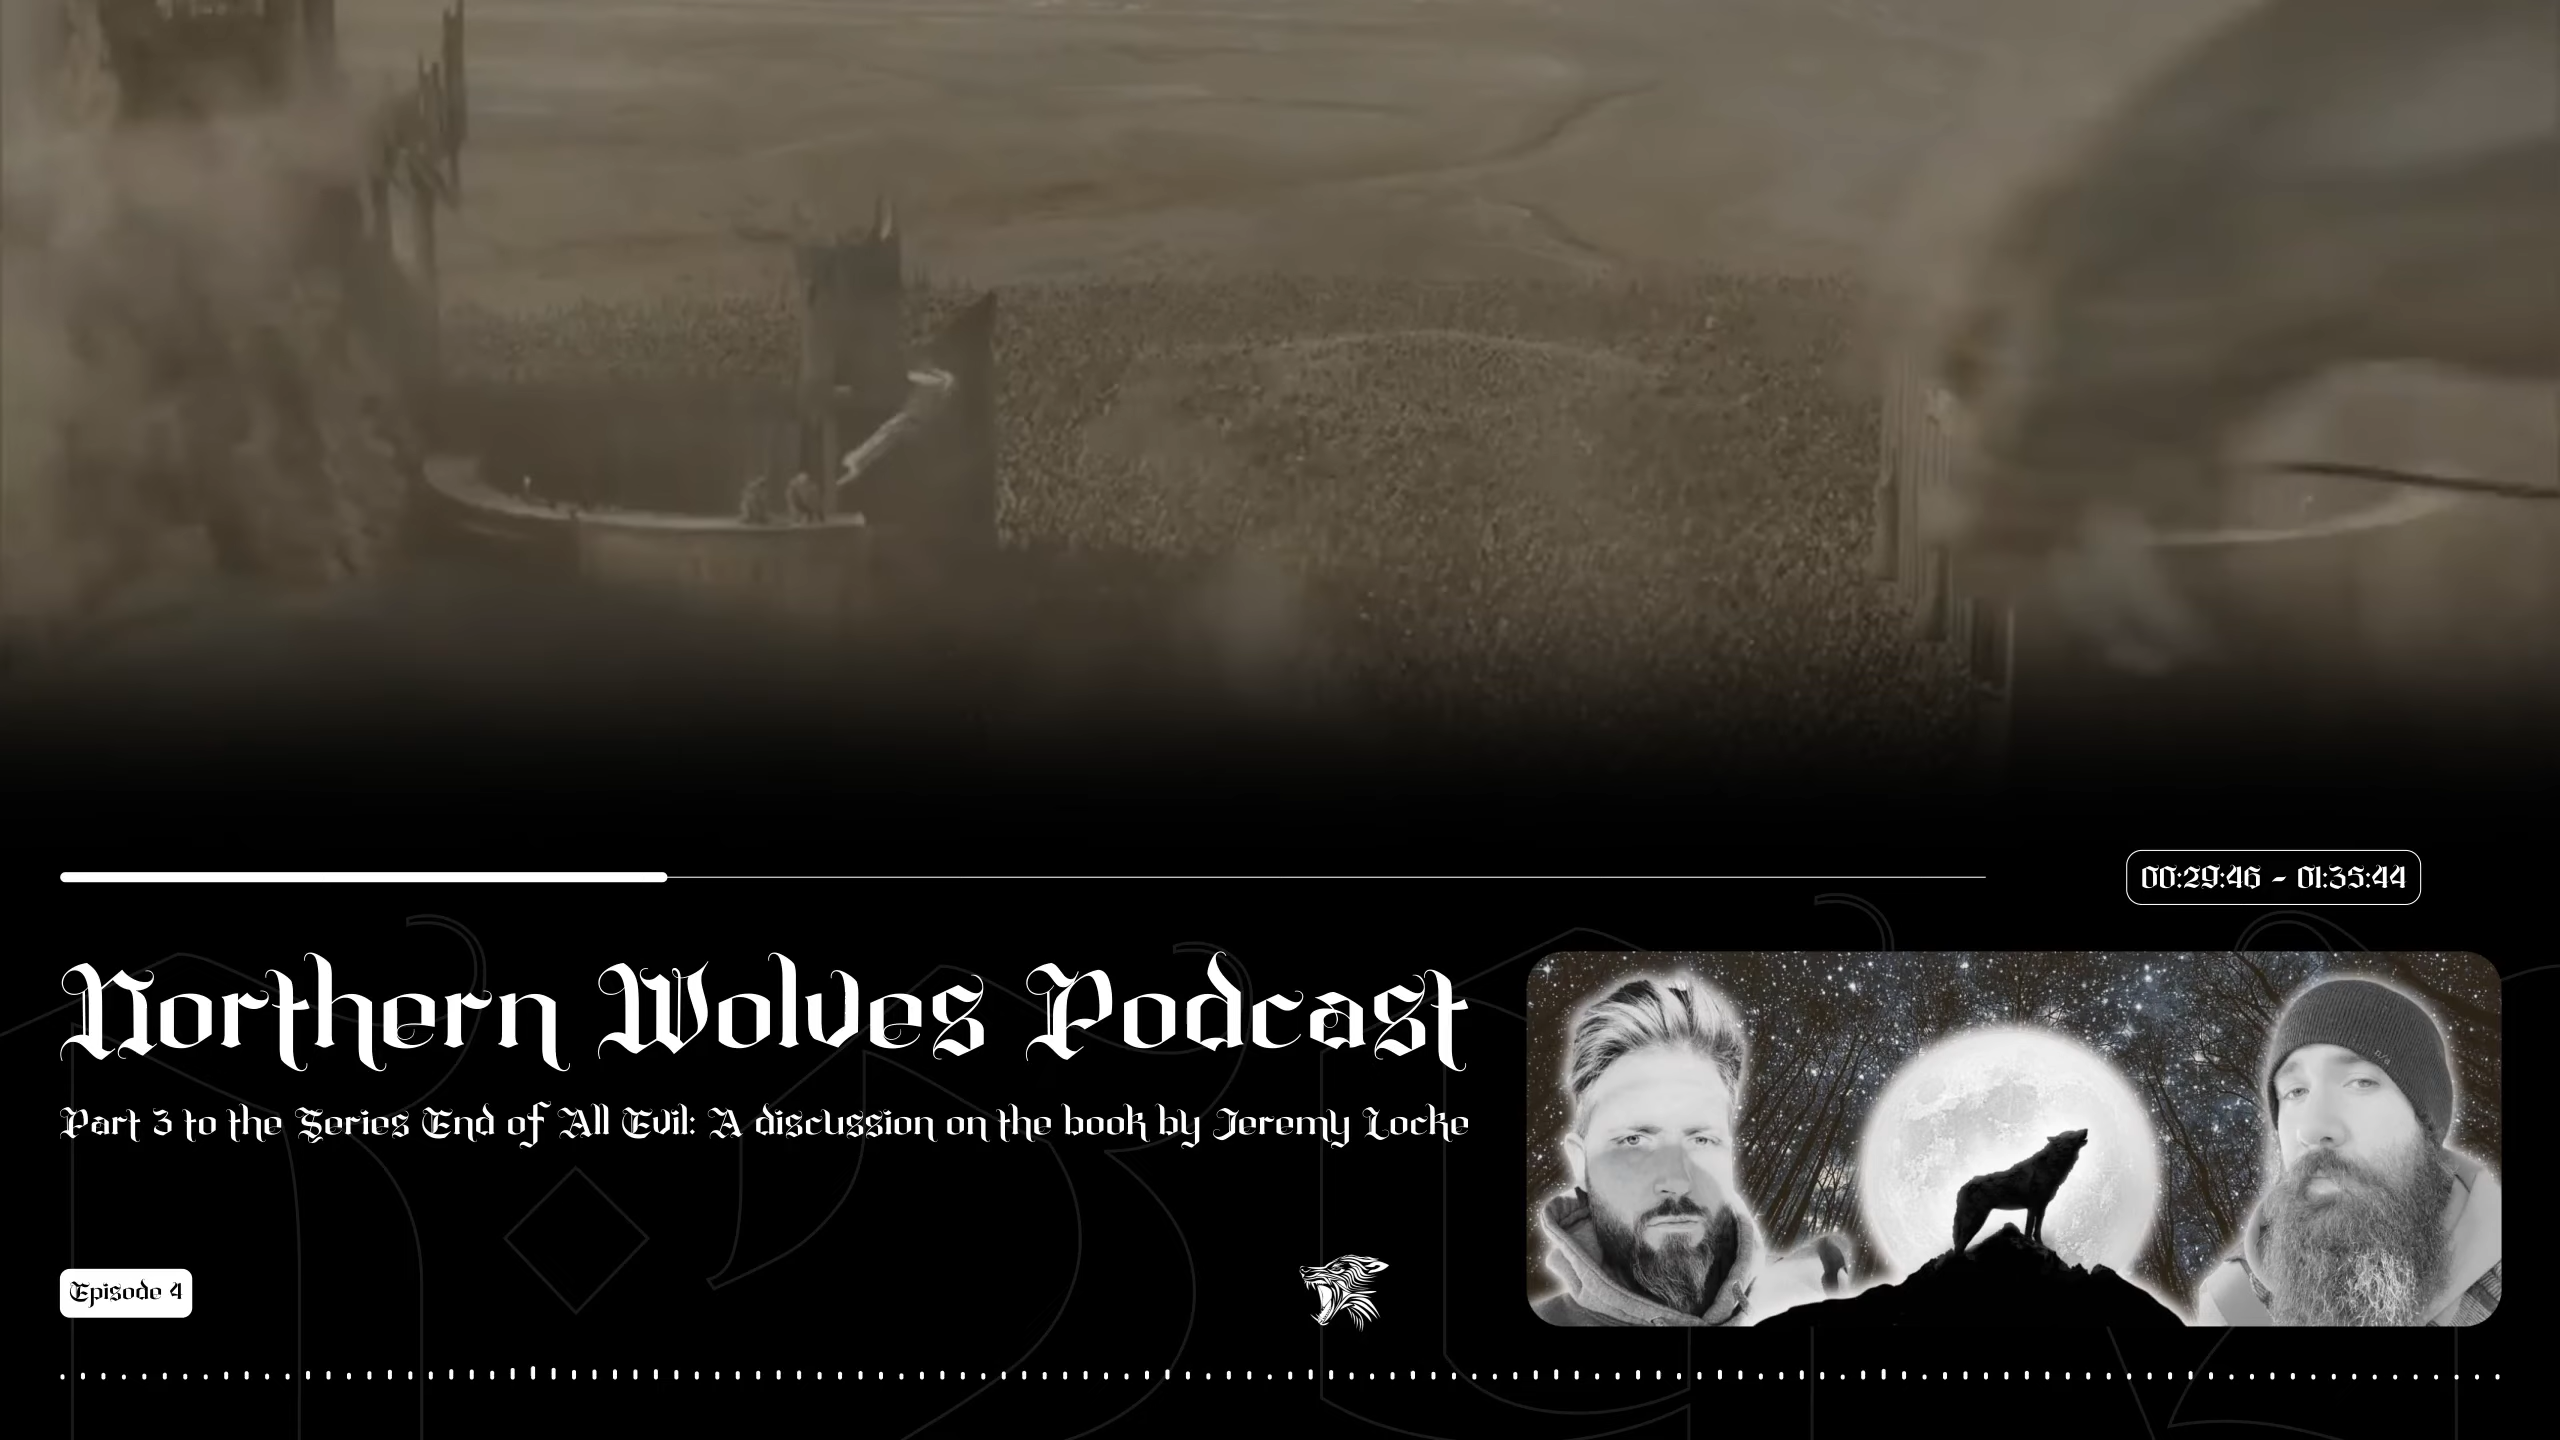 00:29:46 - 01:35:44
Northern Wolves Podcast
Part 3 to the Series End of All Evil: A discussion on the book by Jeremy Locke
Episode 4